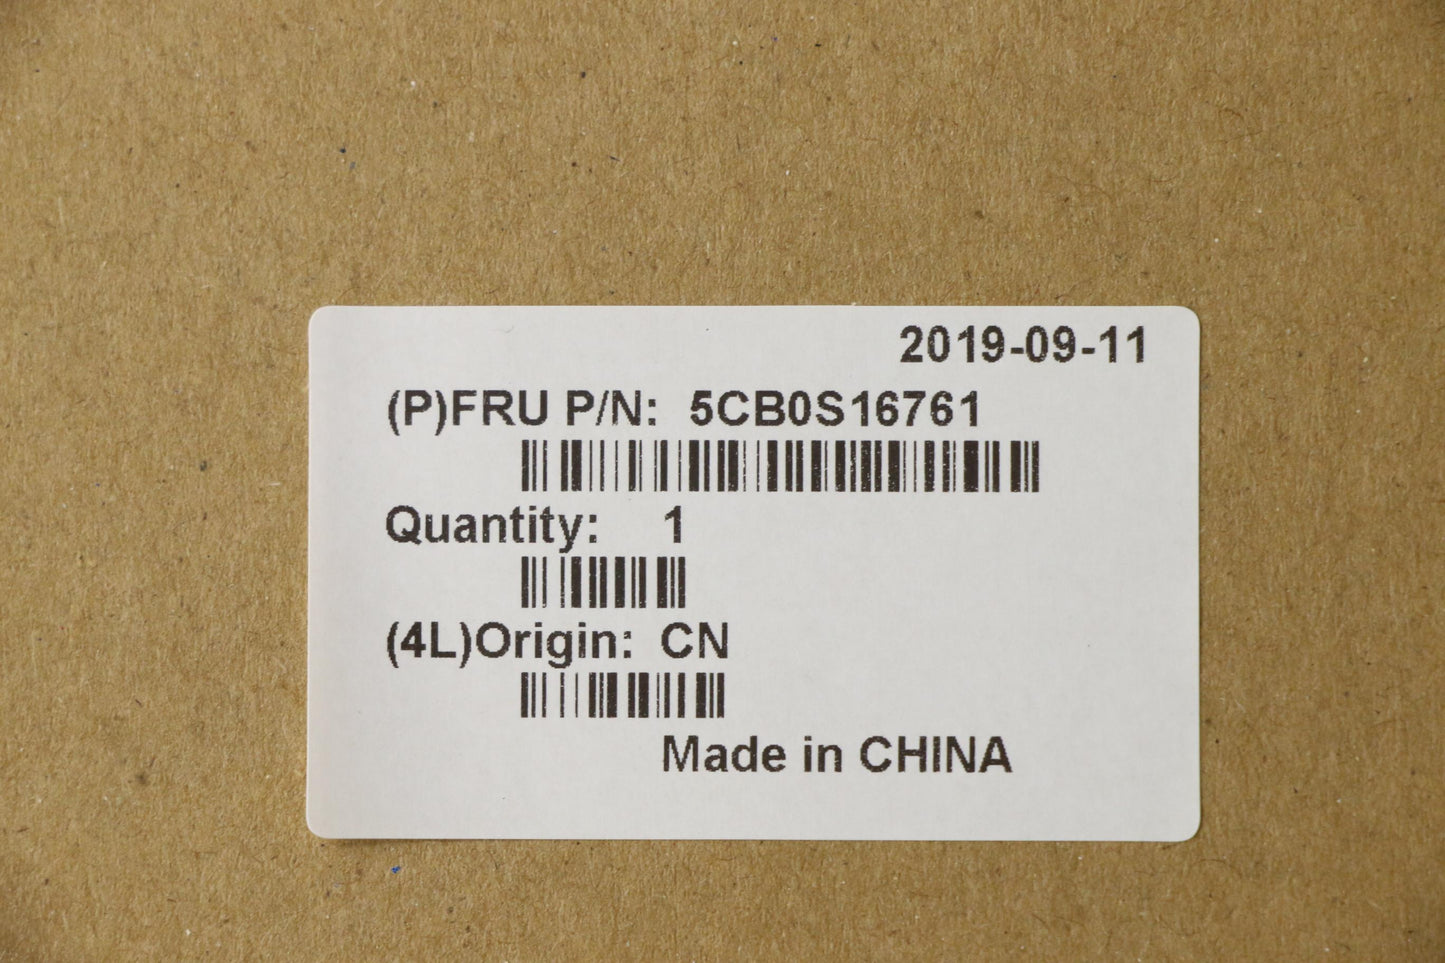 2019-09-11
(P)FRU P/N: 5CB0S16761
Quantity: 1
(4L)Origin: CN
Made in CHINA